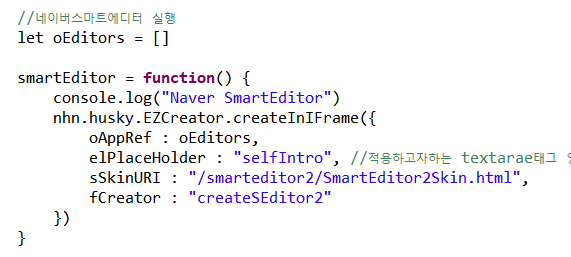 //네이버스마트에디터 실행
let oEditors = []
smartEditor = function() {
console.log("Naver SmartEditor")
nhn.husky.EZCreator.createInIFrame({
oAppRef : oEditors,
elPlaceHolder : "selfIntro", //적용하고자하는 textarae태그
sSkinURI : "/smarteditor2/SmartEditor2Skin.html",
fCreator : "createSEditor2"
})
}